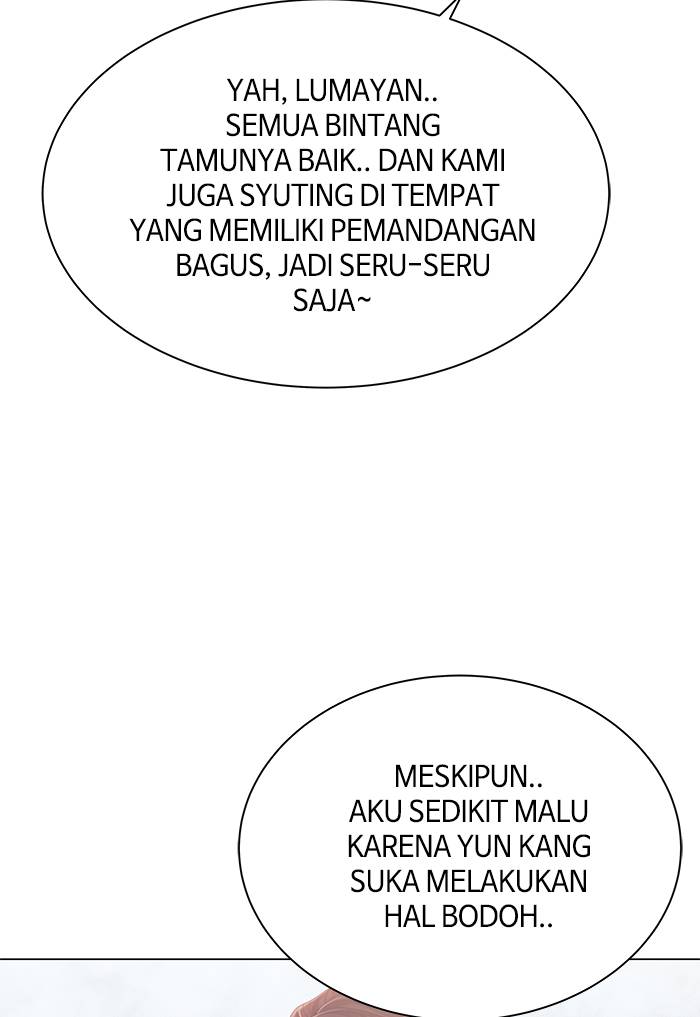 YAH, LUMAYAN..
SEMUA BINTANG
TAMUNYA BAIK.. DAN KAMI
JUGA SYUTING DI TEMPAT
YANG MEMILIKI PEMANDANGAN
BAGUS, JADI SERU-SERU
SAJA~
MESKIPUN..
AKU SEDIKIT MALU
KARENA YUN KANG
SUKA MELAKUKAN
HAL BODOH..